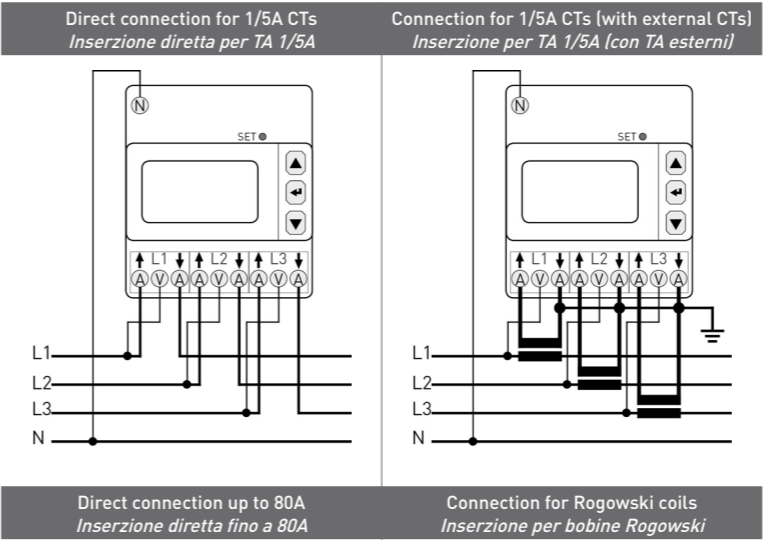 Direct connection for 1/5A CTs
Inserzione diretta per TA 1/5A
N
SET
L1 L2 L3
A V A A V A A V A
L1
L2
L3
N
Connection for 1/5A CTs (with external CTs)
Inserzione per TA 1/5A (con TA esterni)
N
SET
L1 L2 L3
A V A A V A A V A
L1
L2
L3
N
Direct connection up to 80A
Inserzione diretta fino a 80A
Connection for Rogowski coils
Inserzione per bobine Rogowski